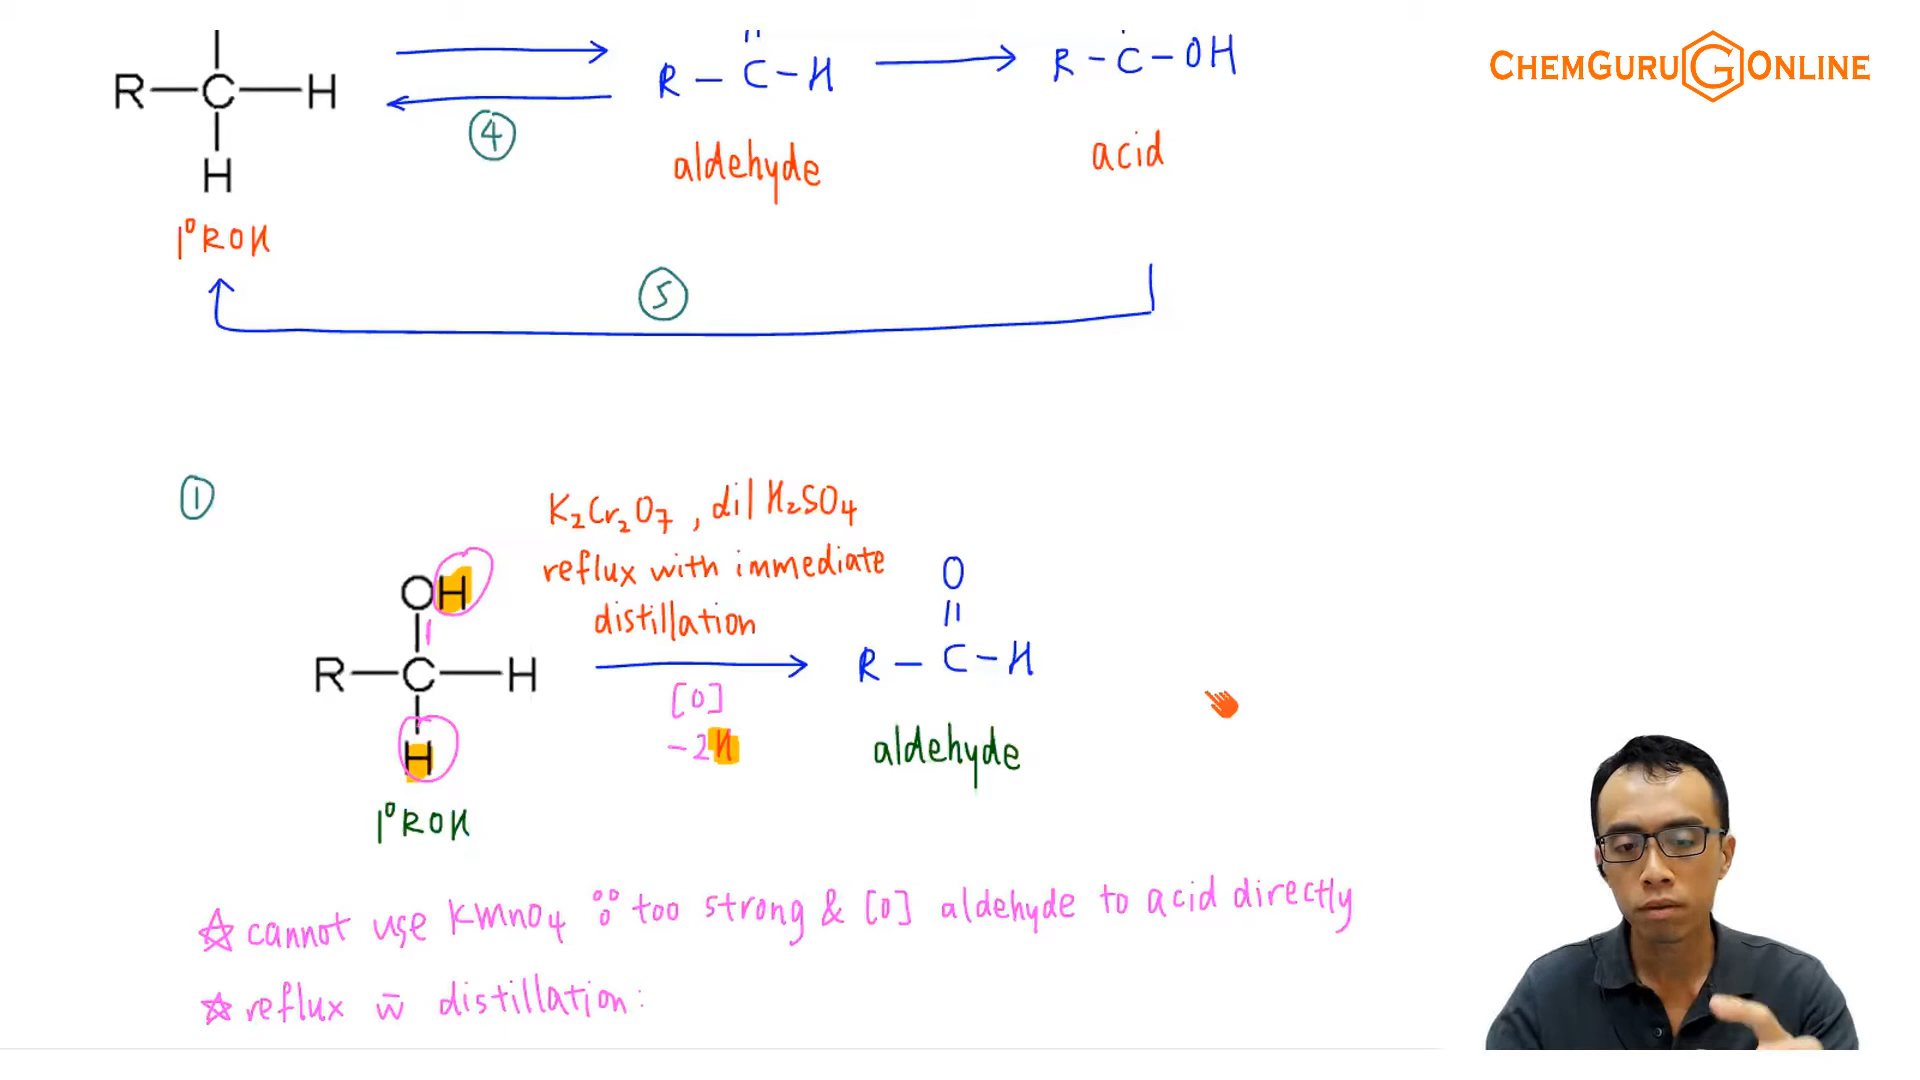 CHEMGURU G ONLINE
R—C—H
H
1°ROH
④
R – C – H
aldehyde
R – C – OH
acid
⑤
①
K₂Cr₂O₇, dil H₂SO₄
reflux with immediate
distillation
[O]
-2H
OH
R—C—H
H
1°ROH
O
R – C – H
aldehyde
☆ cannot use KMnO₄ ∵ too strong & [O] aldehyde to acid directly
☆ reflux w̄ distillation: